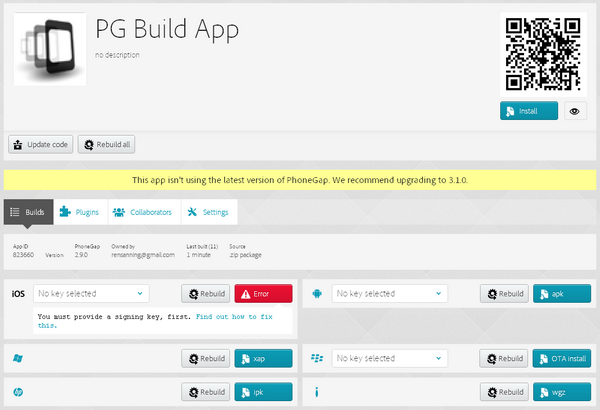 PG Build App
no description
Install
Update code
Rebuild all
This app isn't using the latest version of PhoneGap. We recommend upgrading to 3.1.0.
Builds
Plugins
Collaborators
Settings
App ID
823660
Version
PhoneGap
2.9.0
Owned by
rensanning@gmail.com
Last built (11)
1 minute
Source
zip package
iOS
No key selected
Rebuild
Error
You must provide a signing key, first. Find out how to fix
this.
No key selected
Rebuild
apk
Rebuild
xap
No key selected
Rebuild
OTA install
hp
Rebuild
ipk
Rebuild
wgz